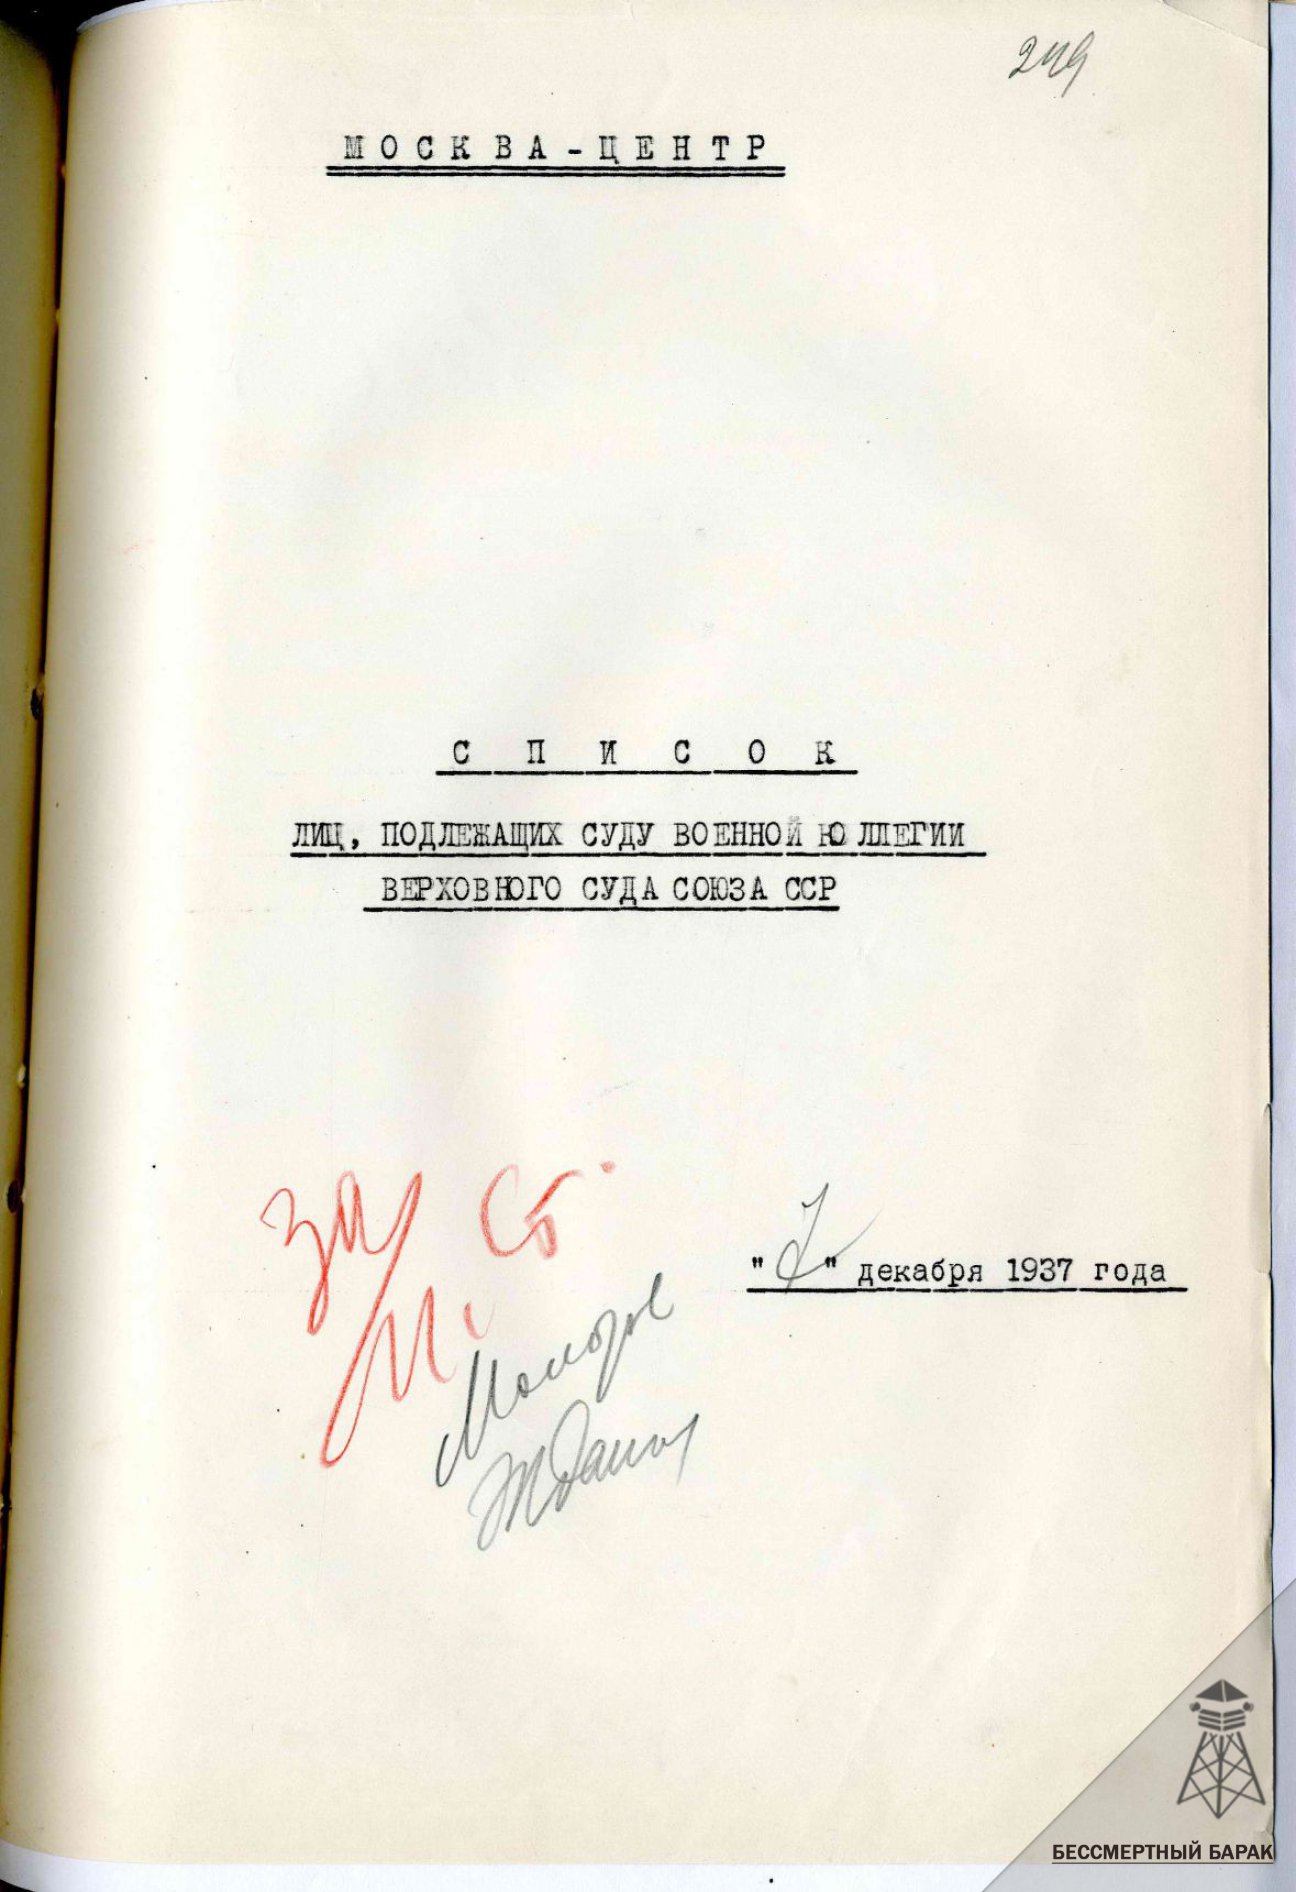 249
МОСКВА-ЦЕНТР
СПИСОК
ЛИЦ, ПОДЛЕЖАЩИХ СУДУ ВОЕННОЙ КОЛЛЕГИИ
ВЕРХОВНОГО СУДА СОЮЗА ССР
За И. Ст.
"7" декабря 1937 года
Молотов
Жданов
БЕССМЕРТНЫЙ БАРАК